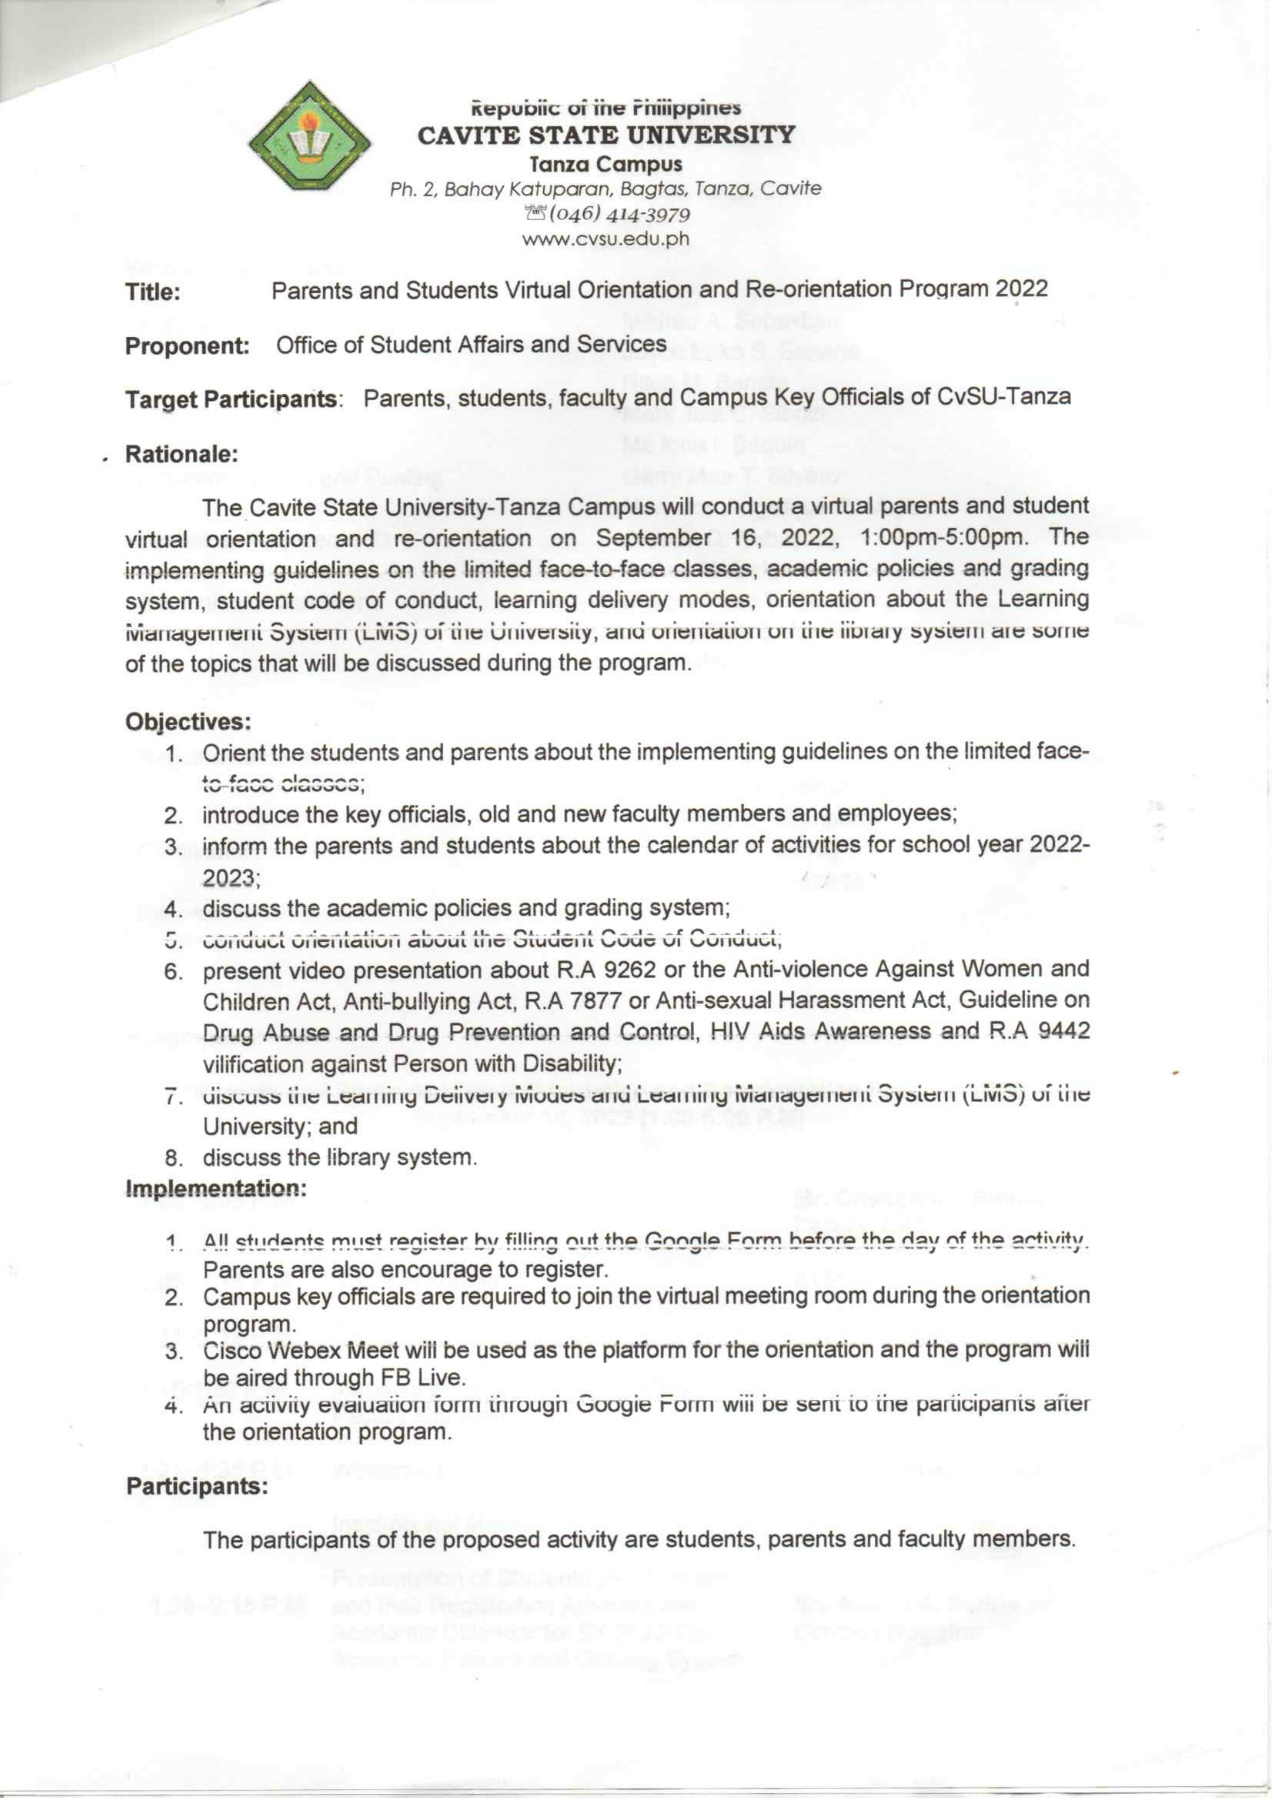 Republic of the Philippines
CAVITE STATE UNIVERSITY
Tanza Campus
Ph. 2, Bahay Katuparan, Bagtas, Tanza, Cavite
☏(046) 414-3979
www.cvsu.edu.ph
Title: Parents and Students Virtual Orientation and Re-orientation Program 2022
Proponent: Office of Student Affairs and Services
Target Participants: Parents, students, faculty and Campus Key Officials of CvSU-Tanza
Rationale:
The Cavite State University-Tanza Campus will conduct a virtual parents and student
virtual orientation and re-orientation on September 16, 2022, 1:00pm-5:00pm. The
implementing guidelines on the limited face-to-face classes, academic policies and grading
system, student code of conduct, learning delivery modes, orientation about the Learning
Management System (LMS) of the University, and orientation on the library system are some
of the topics that will be discussed during the program.
Objectives:
1. Orient the students and parents about the implementing guidelines on the limited face-
to-face classes;
2. introduce the key officials, old and new faculty members and employees;
3. inform the parents and students about the calendar of activities for school year 2022-
2023;
4. discuss the academic policies and grading system;
5. conduct orientation about the Student Code of Conduct;
6. present video presentation about R.A 9262 or the Anti-violence Against Women and
Children Act, Anti-bullying Act, R.A 7877 or Anti-sexual Harassment Act, Guideline on
Drug Abuse and Drug Prevention and Control, HIV Aids Awareness and R.A 9442
vilification against Person with Disability;
7. discuss the Learning Delivery Modes and Learning Management System (LMS) of the
University; and
8. discuss the library system.
Implementation:
1. All students must register by filling out the Google Form before the day of the activity.
Parents are also encourage to register.
2. Campus key officials are required to join the virtual meeting room during the orientation
program.
3. Cisco Webex Meet will be used as the platform for the orientation and the program will
be aired through FB Live.
4. An activity evaluation form through Google Form will be sent to the participants after
the orientation program.
Participants:
The participants of the proposed activity are students, parents and faculty members.